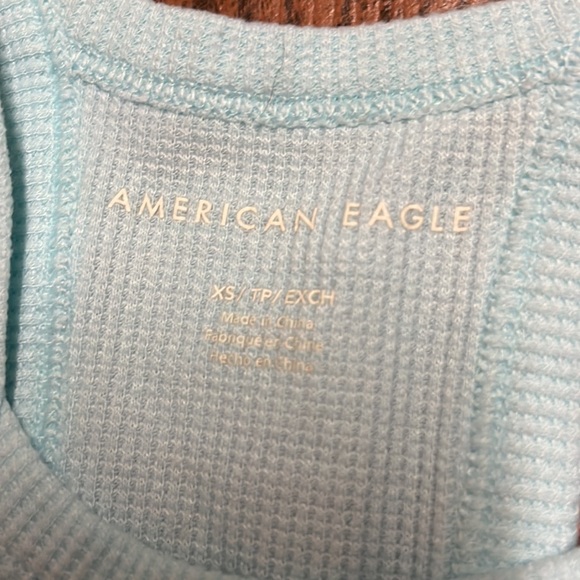 AMERICAN EAGLE
XS/TP/EXCH
Made in China
Fabriqué en Chine
Hecho en China